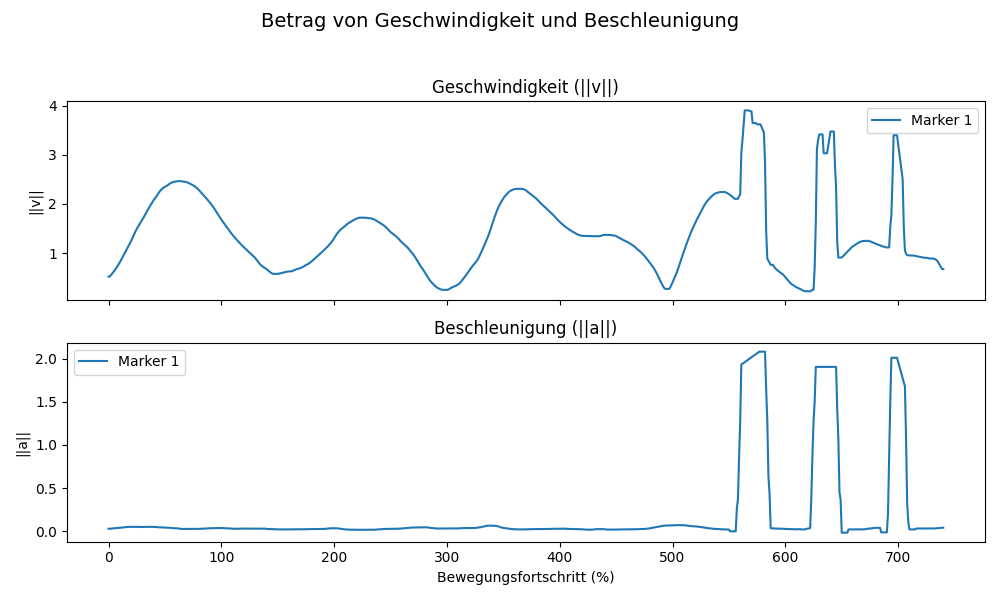 Betrag von Geschwindigkeit und Beschleunigung
Geschwindigkeit (||v||)
4
3
2
1
||v||
Marker 1
Beschleunigung (||a||)
2.0
1.5
1.0
0.5
0.0
||a||
Marker 1
0 100 200 300 400 500 600 700
Bewegungsfortschritt (%)